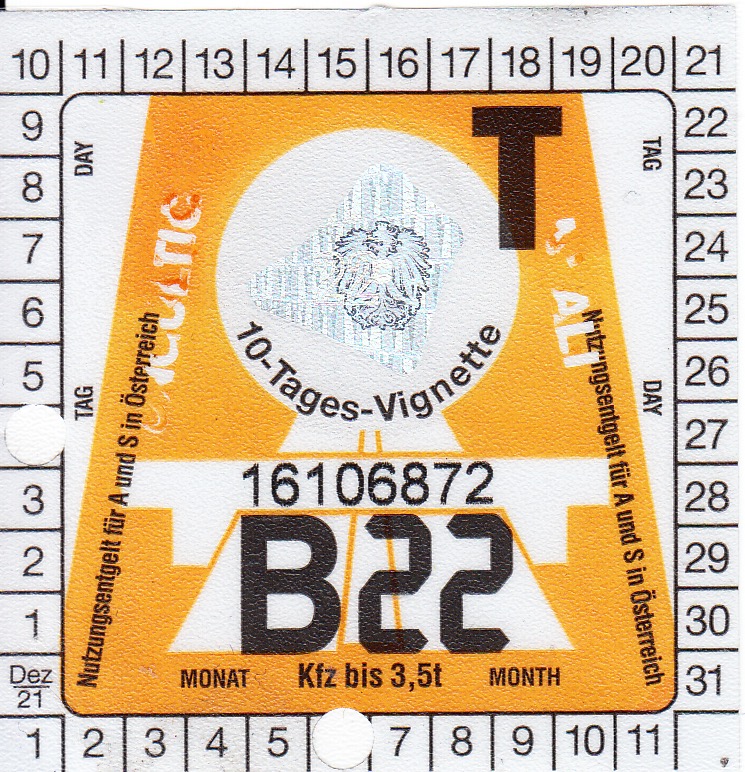 10 11 12 13 14 15 16 17 18 19 20 21
9
8
7
6
5
3
2
1
Dez
21
22
23
24
25
26
27
28
29
30
31
DAY
TAG
TAG
DAY
T
10-Tages-Vignette
Nutzungsentgelt für A und S in Österreich
Nutzungsentgelt für A und S in Österreich
16106872
B22
MONAT Kfz bis 3,5t MONTH
1 2 3 4 5 7 8 9 10 11